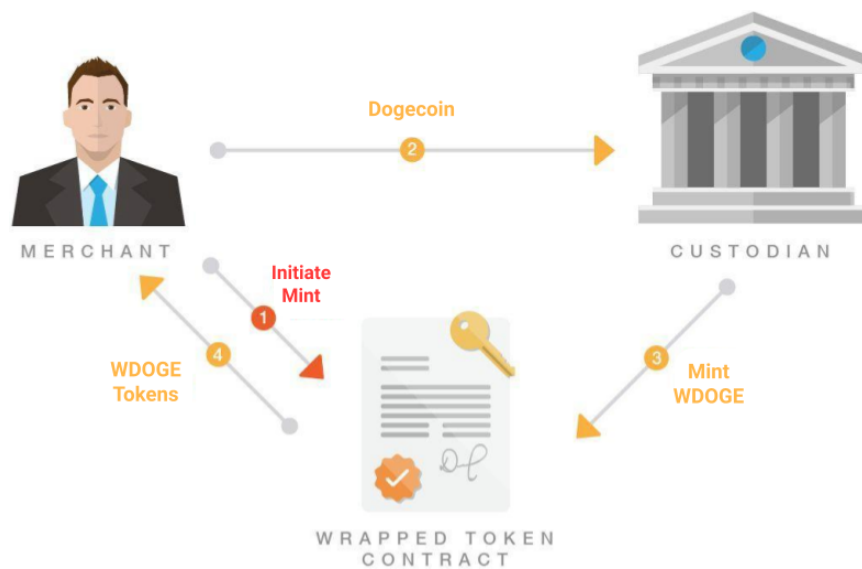 Dogecoin
2
MERCHANT
CUSTODIAN
Initiate
Mint
1
4
WDOGE
Tokens
3
Mint
WDOGE
WRAPPED TOKEN
CONTRACT